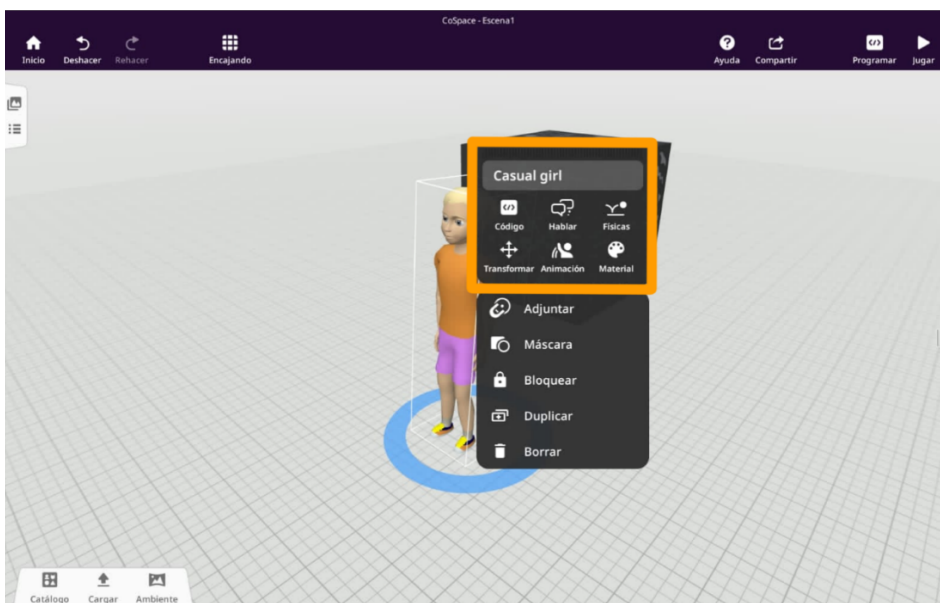 CoSpace - Escena1
Inicio Deshacer Rehacer Encajando Ayuda Compartir Programar Jugar
Casual girl
Código Hablar Físicas
Transformar Animación Material
Adjuntar
Máscara
Bloquear
Duplicar
Borrar
Catálogo Cargar Ambiente